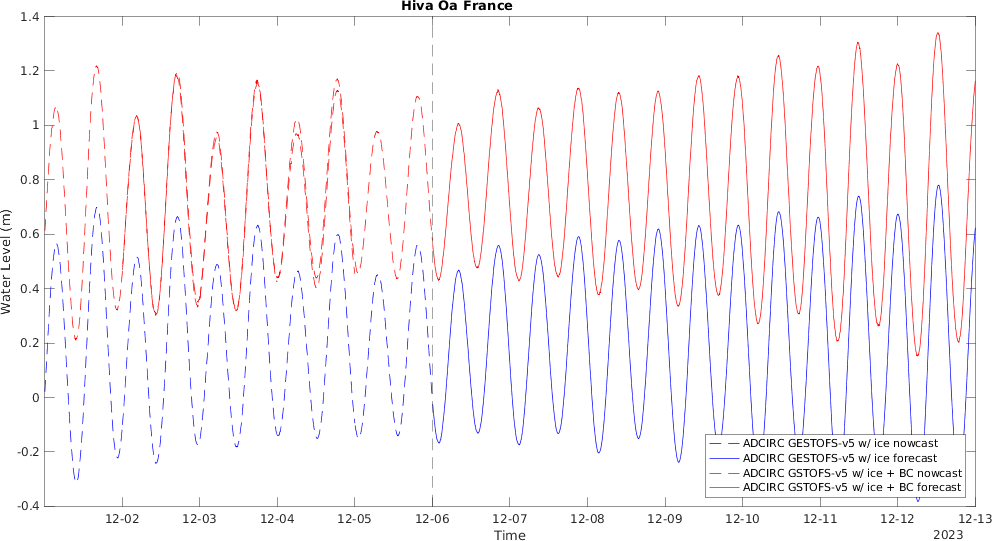 Hiva Oa France
1.4
1.2
1
0.8
0.6
0.4
0.2
0
-0.2
-0.4
Water Level (m)
ADCIRC GESTOFS-v5 w/ ice nowcast
ADCIRC GESTOFS-v5 w/ ice forecast
ADCIRC GSTOFS-v5 w/ ice + BC nowcast
ADCIRC GSTOFS-v5 w/ ice + BC forecast
12-02 12-03 12-04 12-05 12-06 12-07 12-08 12-09 12-10 12-11 12-12 12-13
Time
2023